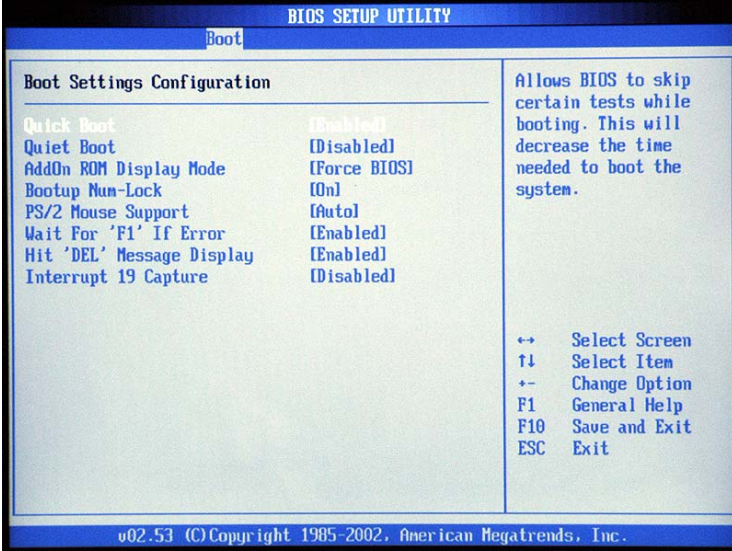 BIOS SETUP UTILITY
Boot
Boot Settings Configuration
Quick Boot [Enabled]
Quiet Boot [Disabled]
AddOn ROM Display Mode [Force BIOS]
Bootup Num-Lock [On]
PS/2 Mouse Support [Auto]
Wait For 'F1' If Error [Enabled]
Hit 'DEL' Message Display [Enabled]
Interrupt 19 Capture [Disabled]
Allows BIOS to skip
certain tests while
booting. This will
decrease the time
needed to boot the
system.
↔ Select Screen
↑↓ Select Item
+- Change Option
F1 General Help
F10 Save and Exit
ESC Exit
v02.53 (C)Copyright 1985-2002, American Megatrends, Inc.